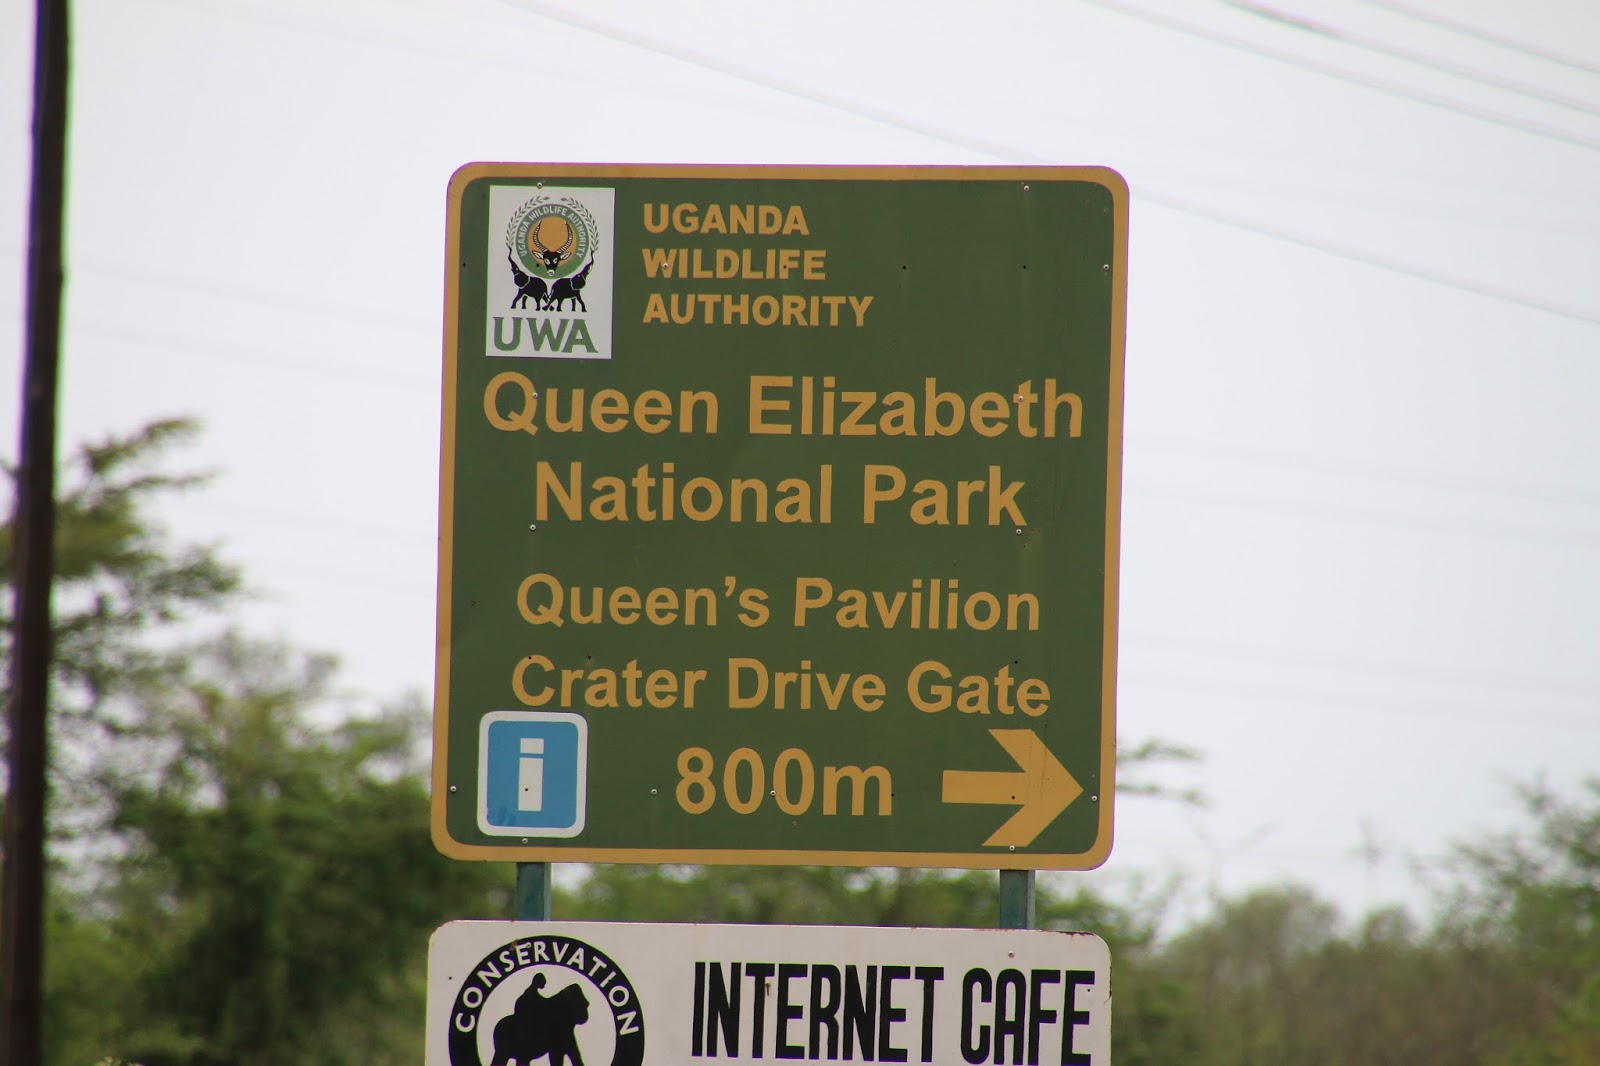 UGANDA WILDLIFE AUTHORITY
UWA
UGANDA
WILDLIFE
AUTHORITY
Queen Elizabeth
National Park
Queen's Pavilion
Crater Drive Gate
i
800m
CONSERVATION
INTERNET CAFE